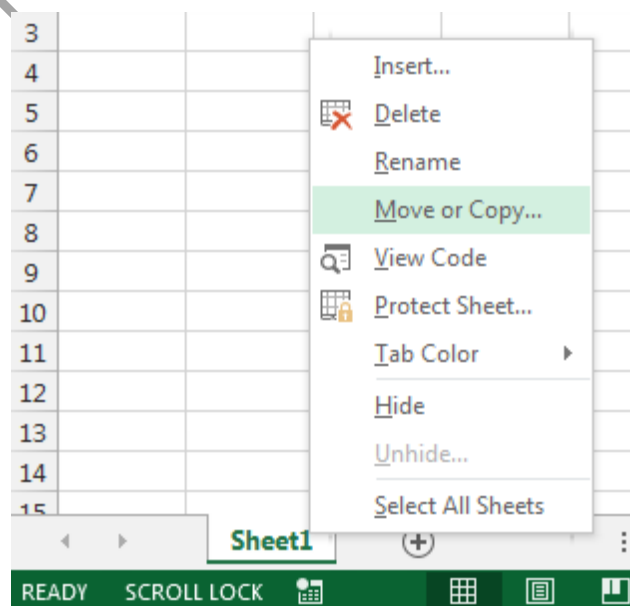 3
4
5
6
7
8
9
10
11
12
13
14
15
Insert...
Delete
Rename
Move or Copy...
View Code
Protect Sheet...
Tab Color
Hide
Unhide...
Select All Sheets
Sheet1
READY SCROLL LOCK